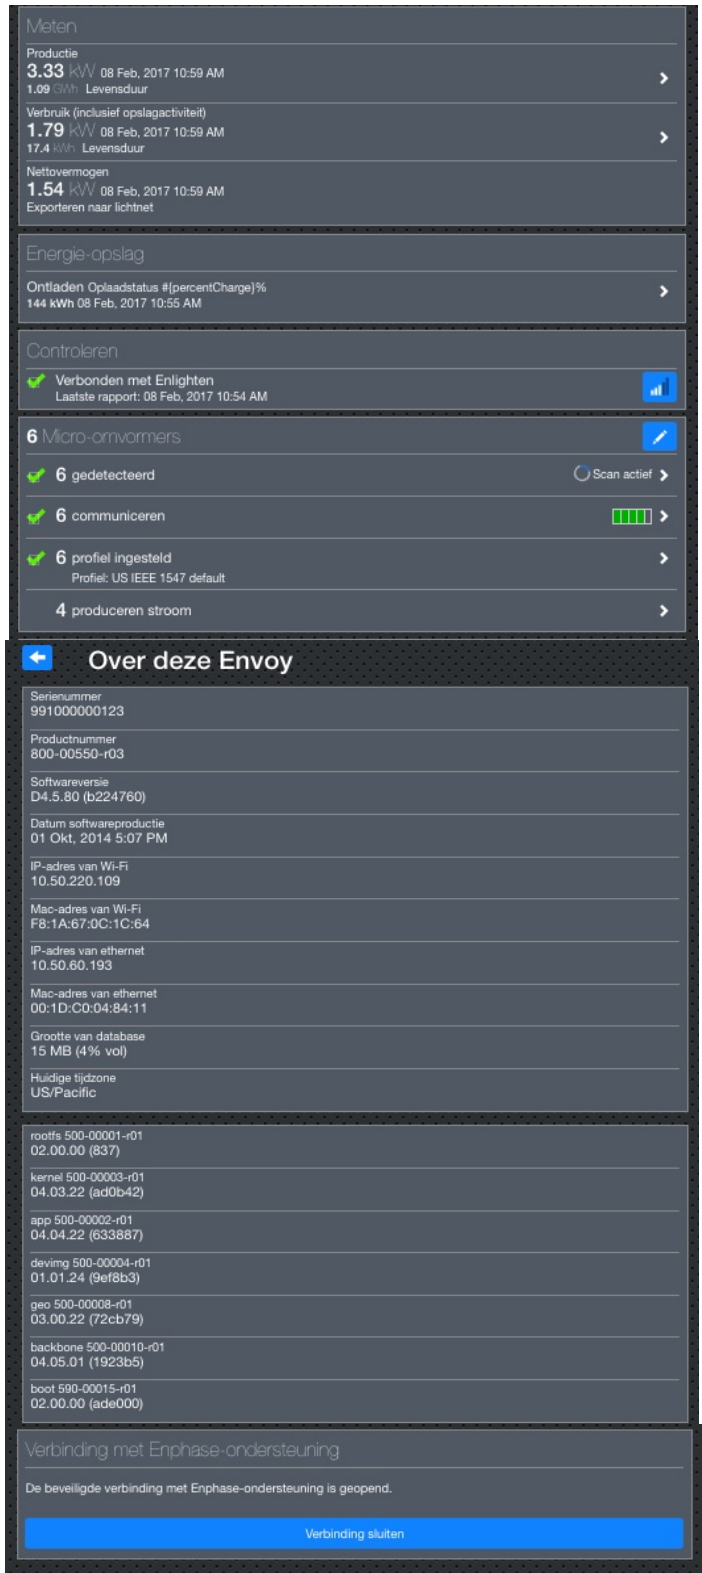 Meten
Productie
3.33 kW 08 Feb, 2017 10:59 AM
1.09 GWh Levensduur
Verbruik (inclusief opslagactiviteit)
1.79 kW 08 Feb, 2017 10:59 AM
17.4 kWh Levensduur
Nettovermogen
1.54 kW 08 Feb, 2017 10:59 AM
Exporteren naar lichtnet
Energie-opslag
Ontladen Oplaadstatus #{percentCharge}%
144 kWh 08 Feb, 2017 10:55 AM
Controleren
Verbonden met Enlighten
Laatste rapport: 08 Feb, 2017 10:54 AM
6 Micro-omvormers
6 gedetecteerd Scan actief
6 communiceren
6 profiel ingesteld
Profiel: US IEEE 1547 default
4 produceren stroom
Over deze Envoy
Serienummer
991000000123
Productnummer
800-00550-r03
Softwareversie
D4.5.80 (b224760)
Datum softwareproductie
01 Okt, 2014 5:07 PM
IP-adres van Wi-Fi
10.50.220.109
Mac-adres van Wi-Fi
F8:1A:67:0C:1C:64
IP-adres van ethernet
10.50.60.193
Mac-adres van ethernet
00:1D:C0:04:84:11
Grootte van database
15 MB (4% vol)
Huidige tijdzone
US/Pacific
rootfs 500-00001-r01
02.00.00 (837)
kernel 500-00003-r01
04.03.22 (ad0b42)
app 500-00002-r01
04.04.22 (633887)
devimg 500-00004-r01
01.01.24 (9ef8b3)
geo 500-00008-r01
03.00.22 (72cb79)
backbone 500-00010-r01
04.05.01 (1923b5)
boot 590-00015-r01
02.00.00 (ade000)
Verbinding met Enphase-ondersteuning
De beveiligde verbinding met Enphase-ondersteuning is geopend.
Verbinding sluiten